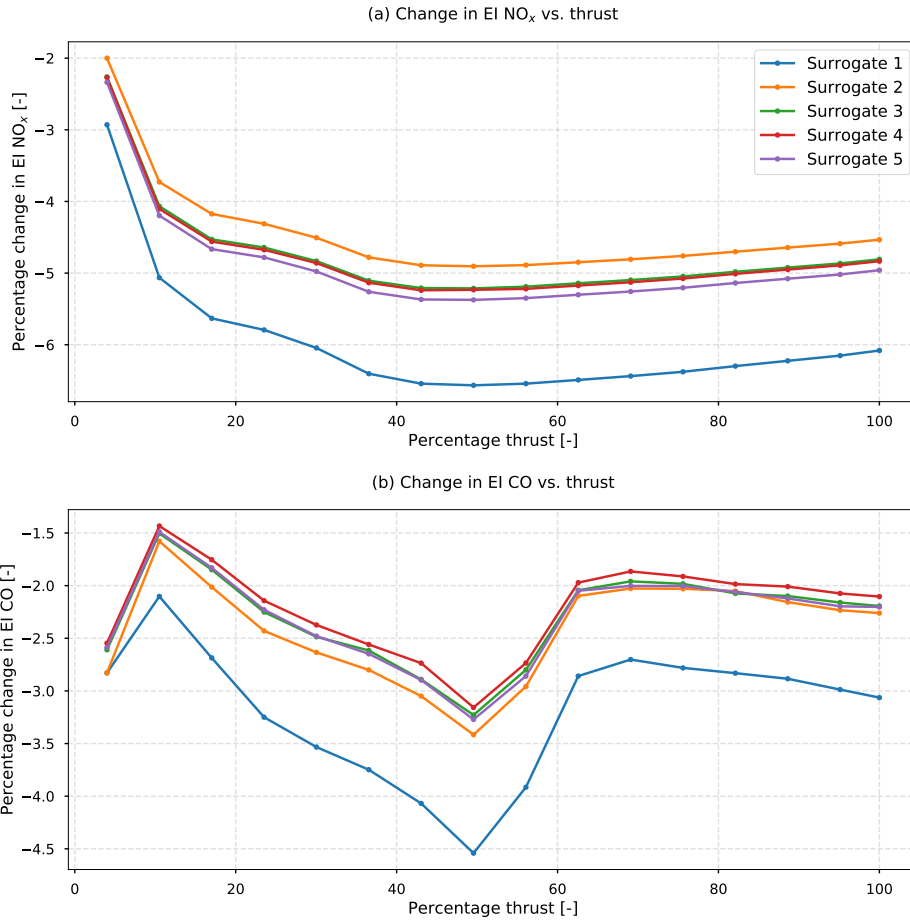 (a) Change in EI NOₓ vs. thrust
Percentage change in EI NOₓ [-]
−2
−3
−4
−5
−6
Surrogate 1
Surrogate 2
Surrogate 3
Surrogate 4
Surrogate 5
0 20 40 60 80 100
Percentage thrust [-]
(b) Change in EI CO vs. thrust
Percentage change in EI CO [-]
−1.5
−2.0
−2.5
−3.0
−3.5
−4.0
−4.5
0 20 40 60 80 100
Percentage thrust [-]